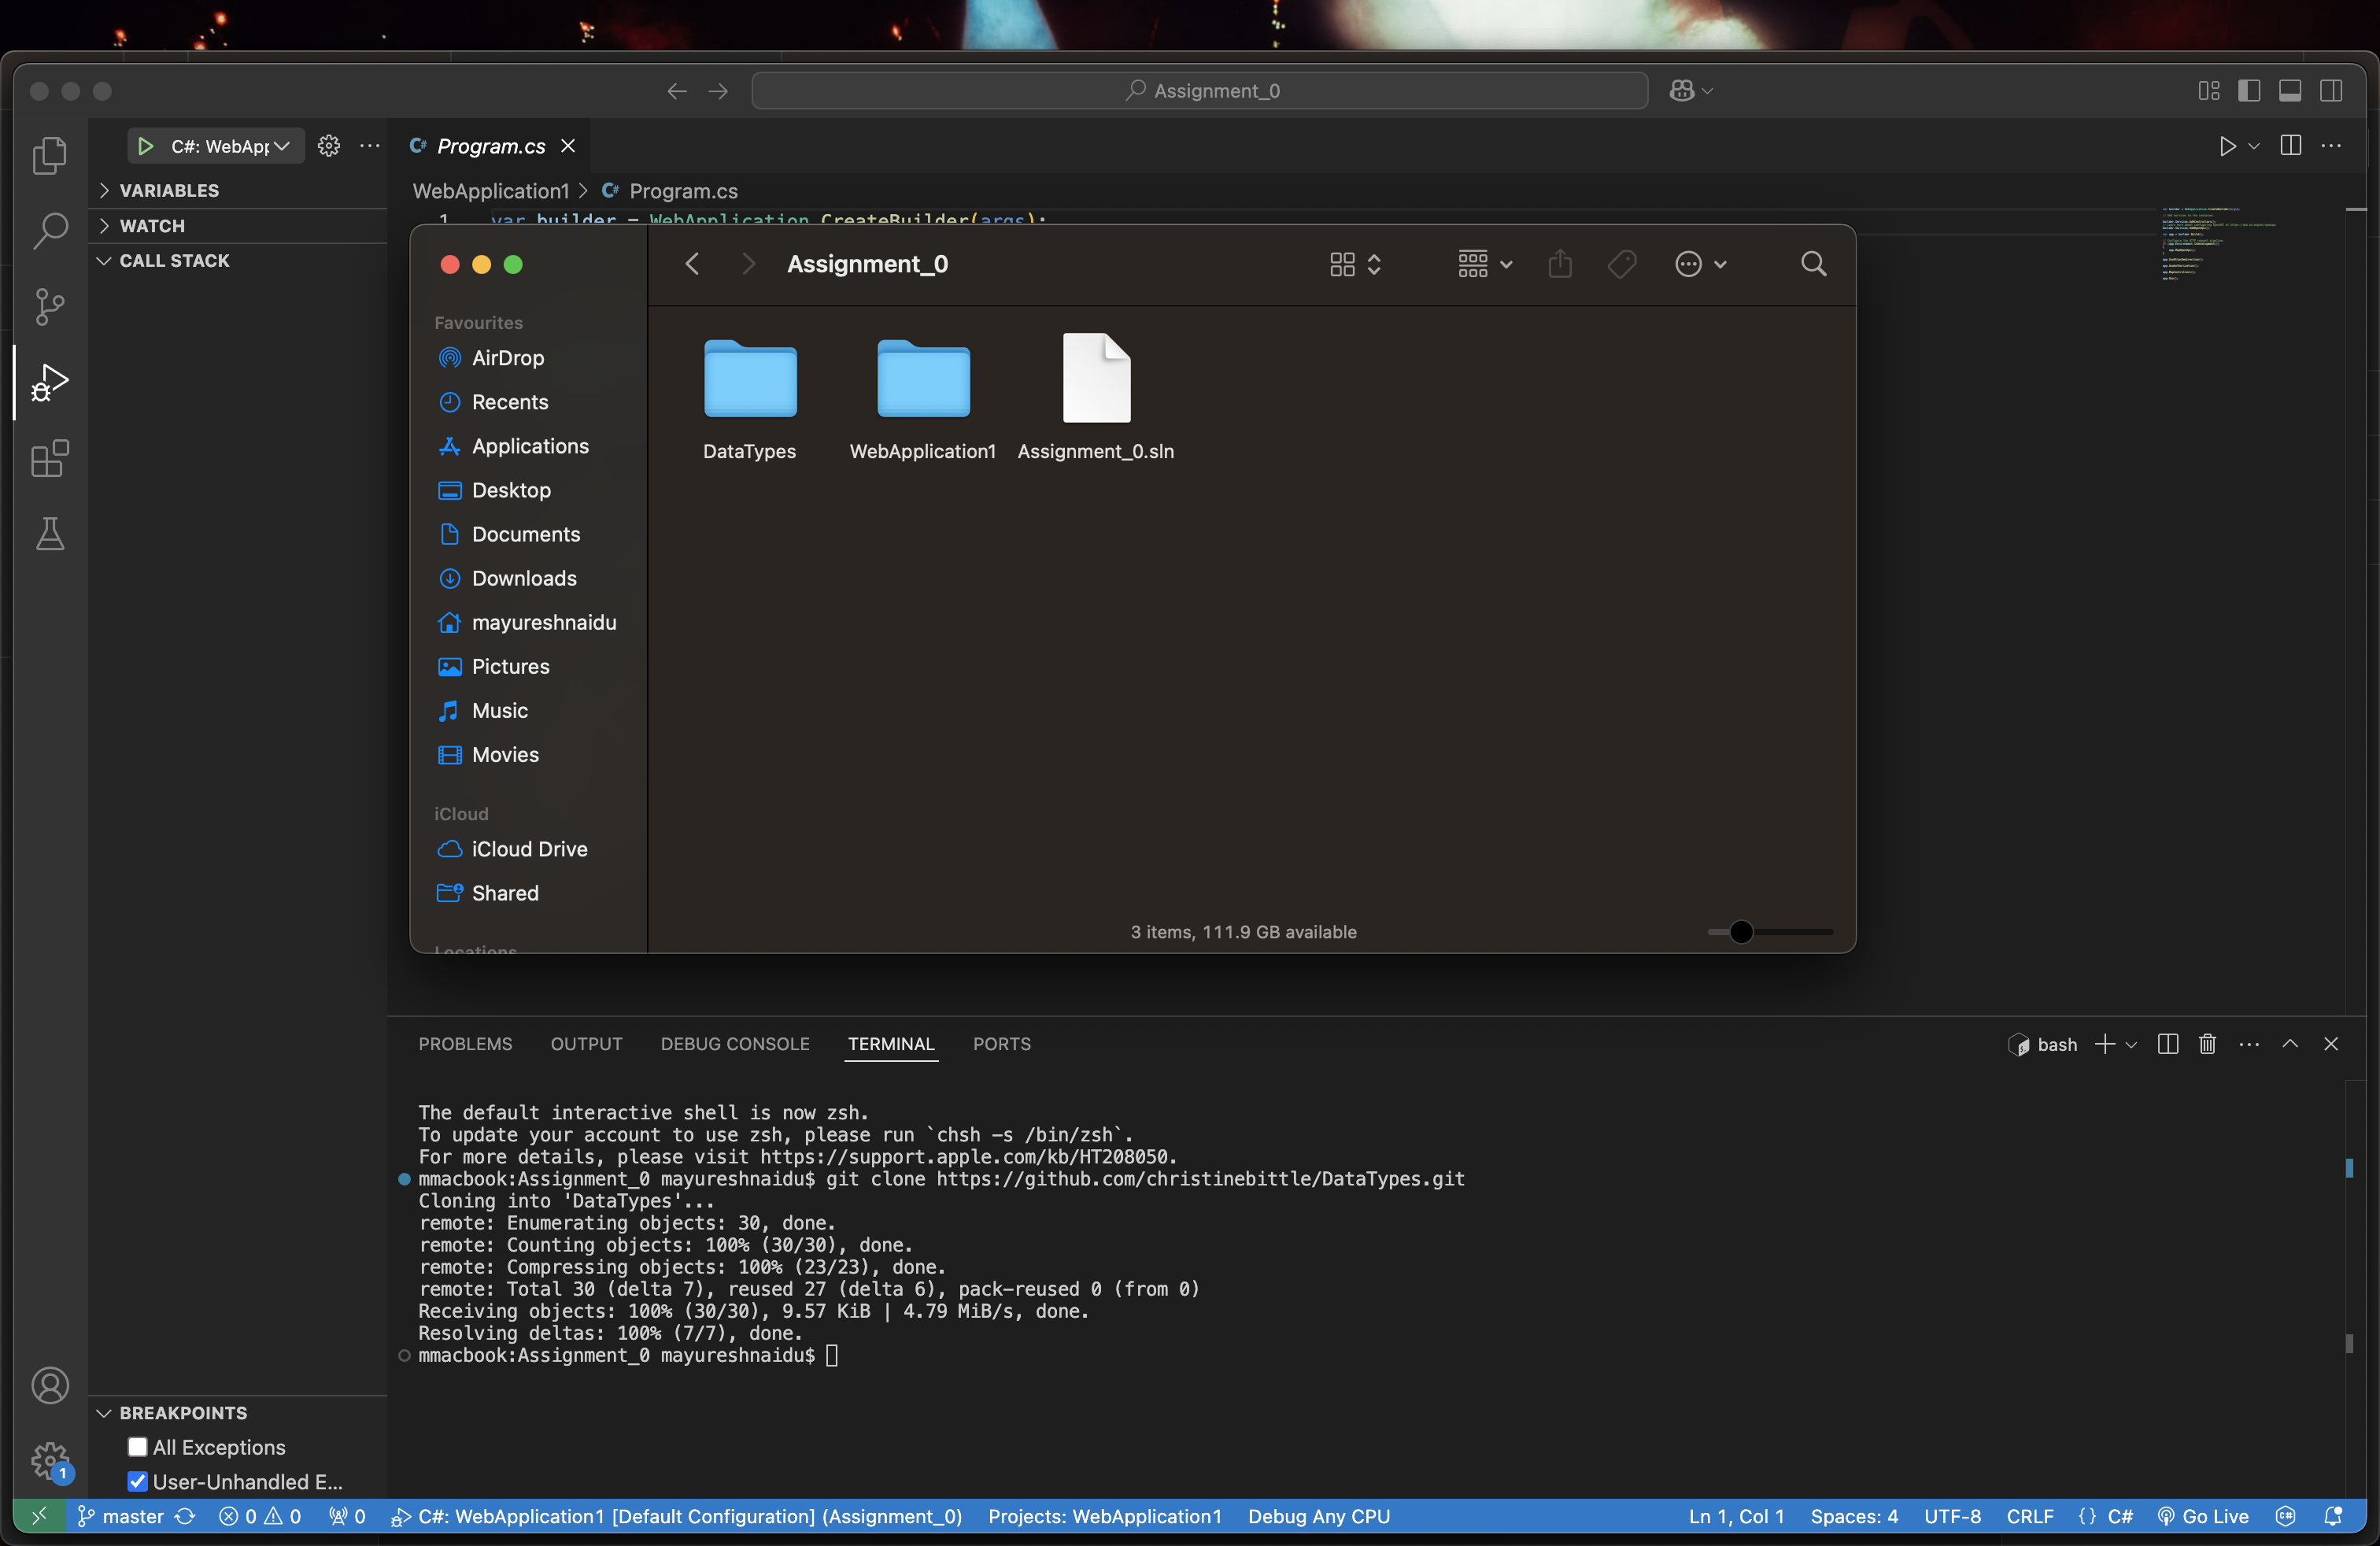 Assignment_0
C#: WebApp
Program.cs
VARIABLES
WATCH
CALL STACK
WebApplication1 > Program.cs
1 var builder = WebApplication.CreateBuilder(args);
Assignment_0
Favourites
AirDrop
Recents
Applications
Desktop
Documents
Downloads
mayureshnaidu
Pictures
Music
Movies
iCloud
iCloud Drive
Shared
Locations
DataTypes
WebApplication1
Assignment_0.sln
3 items, 111.9 GB available
PROBLEMS
OUTPUT
DEBUG CONSOLE
TERMINAL
PORTS
bash
The default interactive shell is now zsh.
To update your account to use zsh, please run `chsh -s /bin/zsh`.
For more details, please visit https://support.apple.com/kb/HT208050.
mmacbook:Assignment_0 mayureshnaidu$ git clone https://github.com/christinebittle/DataTypes.git
Cloning into 'DataTypes'...
remote: Enumerating objects: 30, done.
remote: Counting objects: 100% (30/30), done.
remote: Compressing objects: 100% (23/23), done.
remote: Total 30 (delta 7), reused 27 (delta 6), pack-reused 0 (from 0)
Receiving objects: 100% (30/30), 9.57 KiB | 4.79 MiB/s, done.
Resolving deltas: 100% (7/7), done.
mmacbook:Assignment_0 mayureshnaidu$
BREAKPOINTS
All Exceptions
User-Unhandled E...
1
master 0 0 0 C#: WebApplication1 [Default Configuration] (Assignment_0) Projects: WebApplication1 Debug Any CPU Ln 1, Col 1 Spaces: 4 UTF-8 CRLF {} C# Go Live